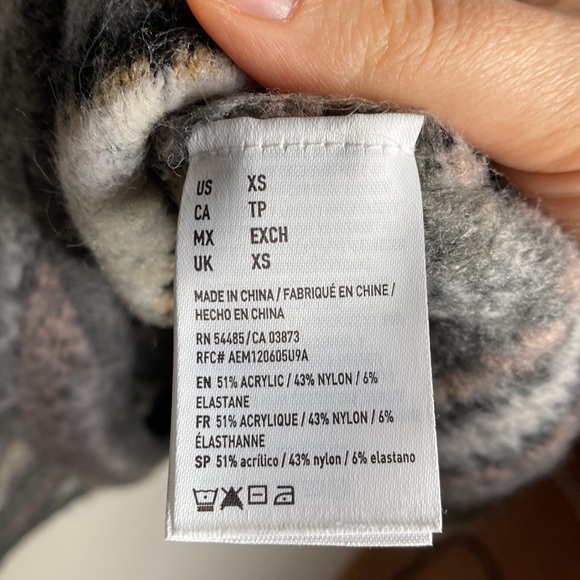 US XS
CA TP
MX EXCH
UK XS
MADE IN CHINA / FABRIQUÉ EN CHINE /
HECHO EN CHINA
RN 54485/CA 03873
RFC# AEM120605U9A
EN 51% ACRYLIC / 43% NYLON / 6%
ELASTANE
FR 51% ACRYLIQUE / 43% NYLON / 6%
ÉLASTHANNE
SP 51% acrílico / 43% nylon / 6% elastano